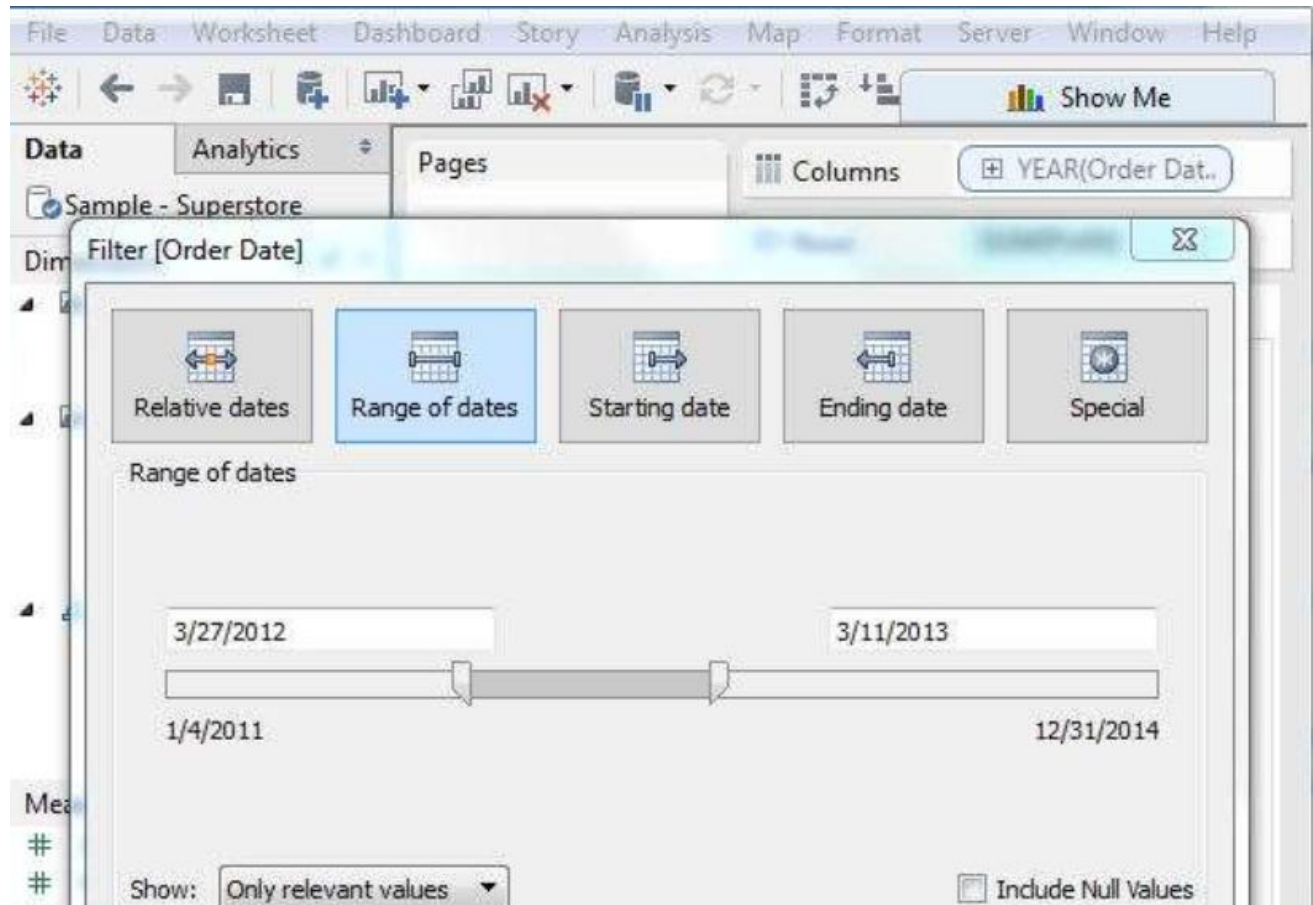 File Data Worksheet Dashboard Story Analysis Map Format Server Window Help
Show Me
Data Analytics
Pages
Columns
YEAR(Order Dat..
Sample - Superstore
Filter [Order Date]
Dim
Relative dates Range of dates Starting date Ending date Special
Range of dates
3/27/2012 3/11/2013
1/4/2011 12/31/2014
Mea
Show: Only relevant values Include Null Values